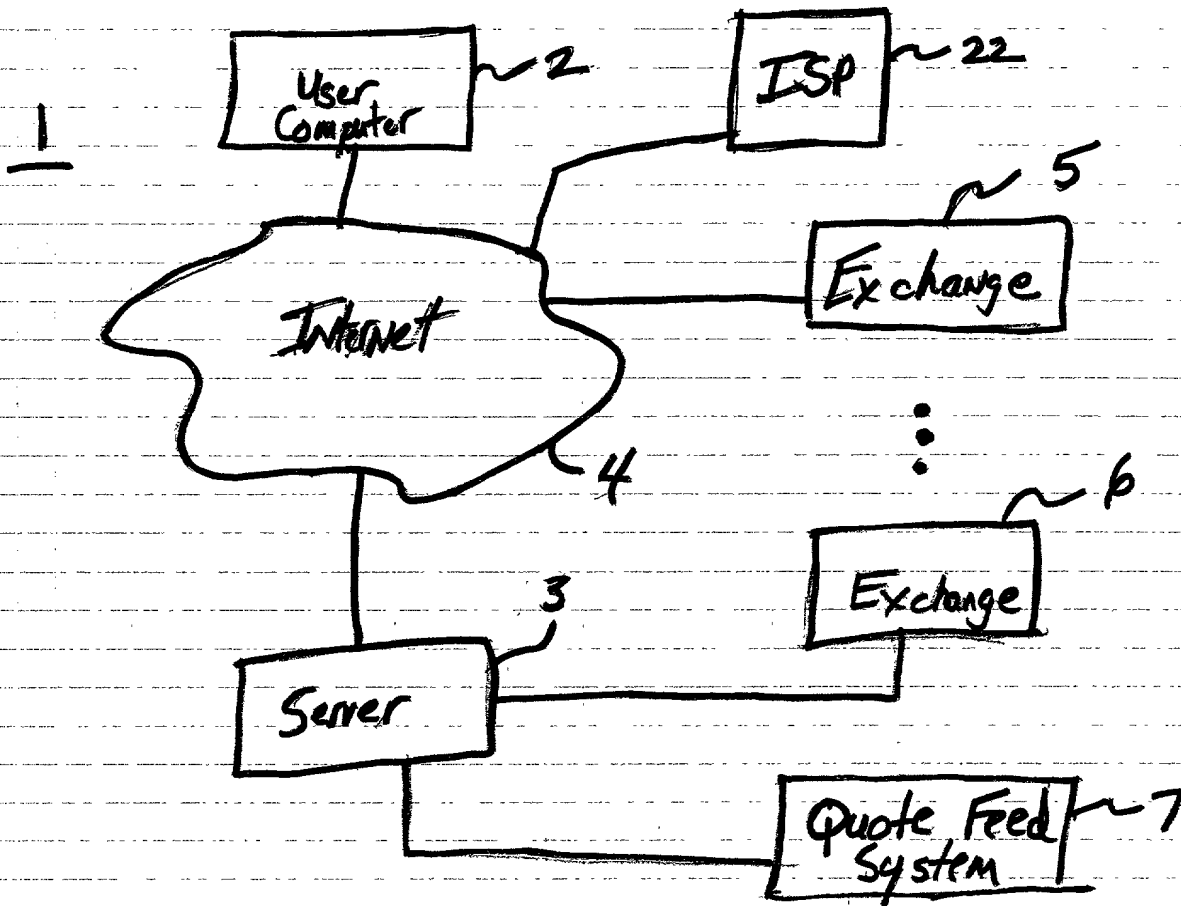 User
Computer
2
ISP
22
1
5
Exchange
Internet
4
6
Exchange
3
Server
Quote Feed
System
7